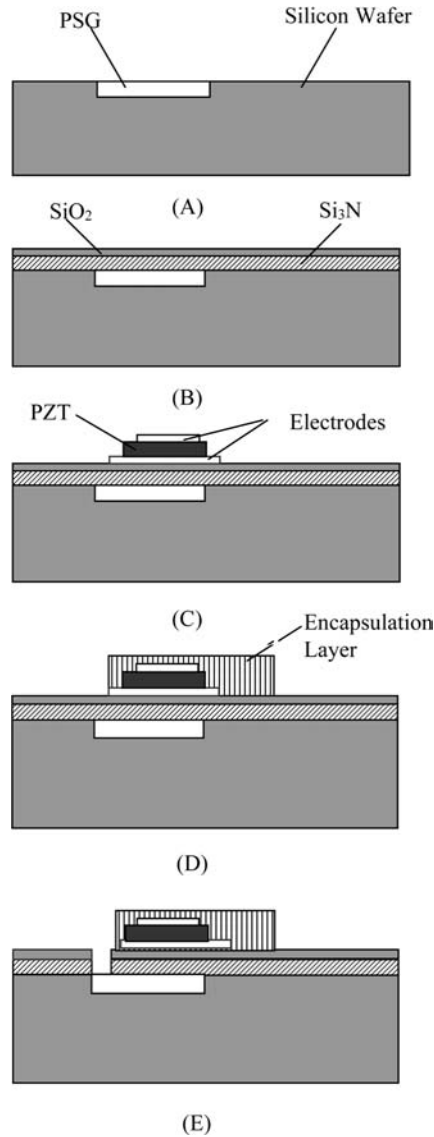 PSG Silicon Wafer
(A)
SiO₂ Si₃N
(B)
PZT Electrodes
(C)
Encapsulation
Layer
(D)
(E)